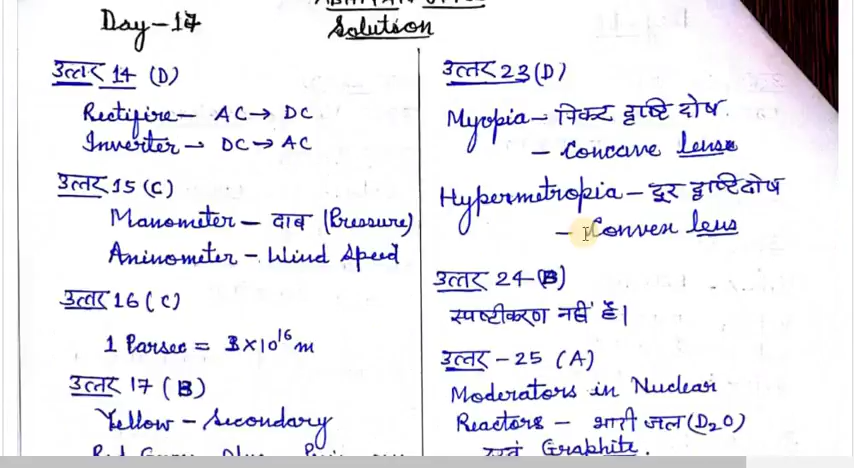 Day-17
Solution
उत्तर 14 (D)
Rectifire - AC → DC
Inverter → DC → AC
उत्तर 15 (C)
Manometer - दाब (Pressure)
Aninometer - Wind Speed
उत्तर 16 (C)
1 Parsec = 3×10¹⁶ m
उत्तर 17 (B)
Yellow - Secondary
उत्तर 23 (D)
Myopia - निकट दृष्टि दोष
- Concave lense
Hypermetropia - दूर दृष्टि दोष
- Convex lens
उत्तर 24-(B)
स्पष्टीकरण नहीं है।
उत्तर - 25 (A)
Moderators in Nuclear
Reactors - भारी जल (D₂O)
एवं Graphite.